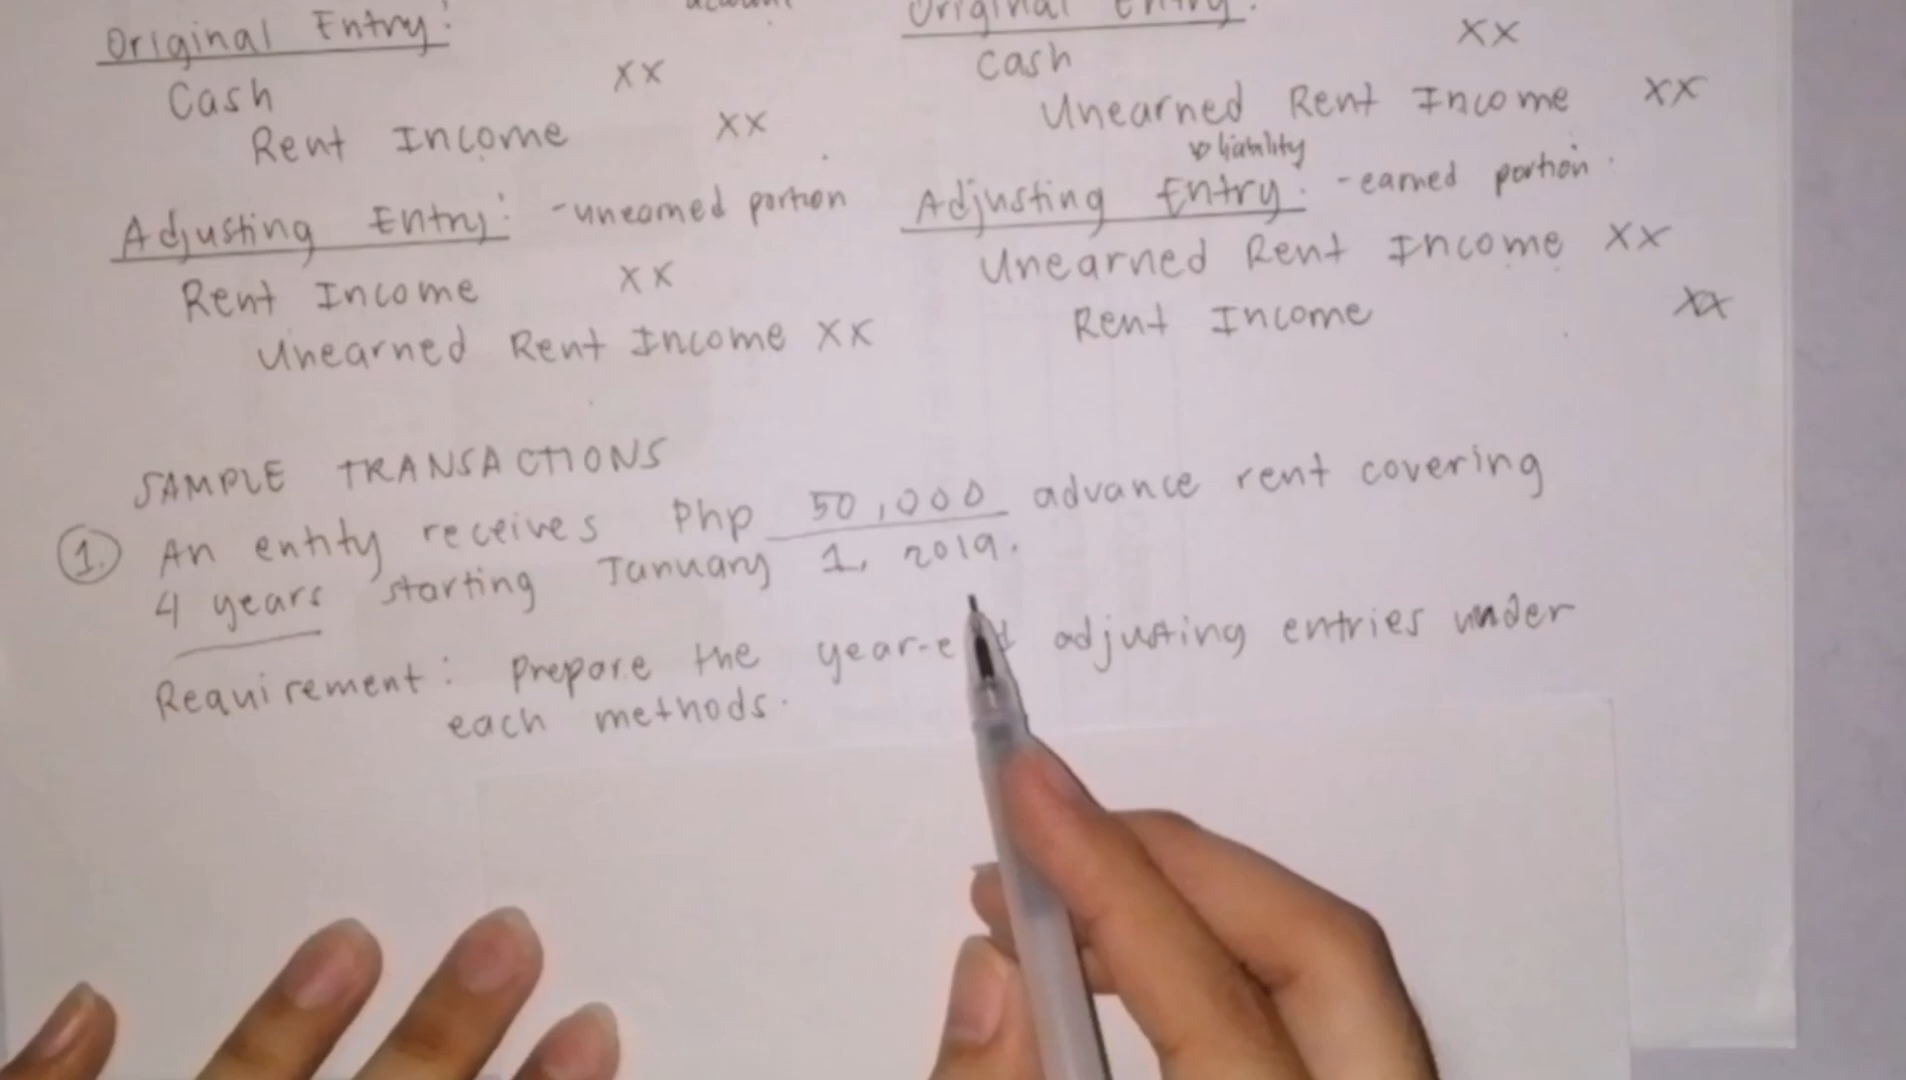 account
Original Entry:
Cash XX
Rent Income XX
Adjusting Entry: - unearned portion
Rent Income XX
Unearned Rent Income XX
Original Entry:
Cash XX
Unearned Rent Income XX
liability
Adjusting Entry: - earned portion.
Unearned Rent Income XX
Rent Income XX
SAMPLE TRANSACTIONS
1. An entity receives Php 50,000 advance rent covering
4 years starting January 1, 2019.
Requirement: Prepare the year-end adjusting entries under
each methods.